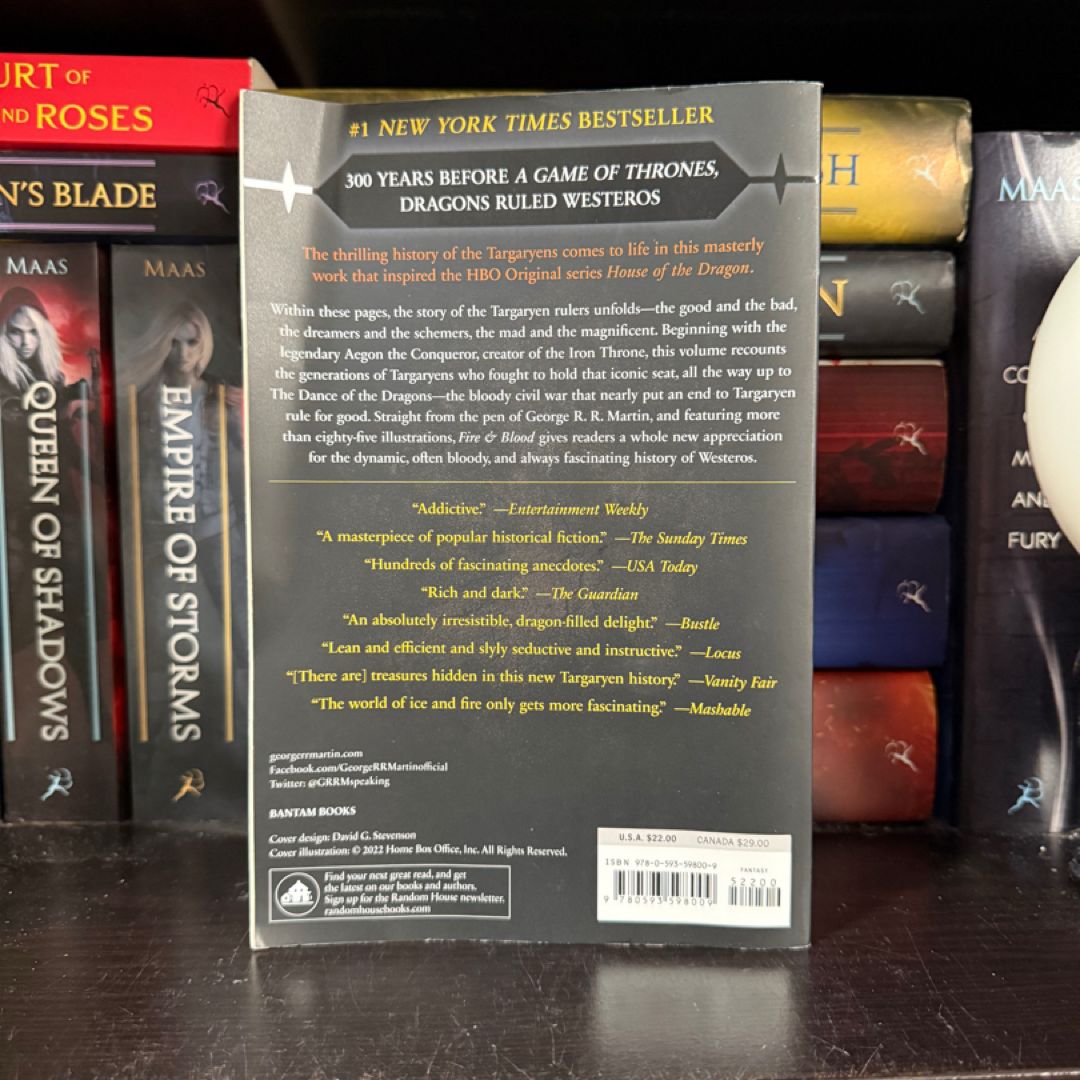 #1 NEW YORK TIMES BESTSELLER
300 YEARS BEFORE A GAME OF THRONES,
DRAGONS RULED WESTEROS
The thrilling history of the Targaryens comes to life in this masterly
work that inspired the HBO Original series House of the Dragon.
Within these pages, the story of the Targaryen rulers unfolds—the good and the bad,
the dreamers and the schemers, the mad and the magnificent. Beginning with the
legendary Aegon the Conqueror, creator of the Iron Throne, this volume recounts
the generations of Targaryens who fought to hold that iconic seat, all the way up to
The Dance of the Dragons—the bloody civil war that nearly put an end to Targaryen
rule for good. Straight from the pen of George R. R. Martin, and featuring more
than eighty-five illustrations, Fire & Blood gives readers a whole new appreciation
for the dynamic, often bloody, and always fascinating history of Westeros.
“Addictive.” —Entertainment Weekly
“A masterpiece of popular historical fiction.” —The Sunday Times
“Hundreds of fascinating anecdotes.” —USA Today
“Rich and dark.” —The Guardian
“An absolutely irresistible, dragon-filled delight.” —Bustle
“Lean and efficient and slyly seductive and instructive.” —Locus
“[There are] treasures hidden in this new Targaryen history.” —Vanity Fair
“The world of ice and fire only gets more fascinating.” —Mashable
georgerrmartin.com
Facebook.com/GeorgeRRMartinofficial
Twitter: @GRRMspeaking
BANTAM BOOKS
Cover design: David G. Stevenson
Cover illustration: © 2022 Home Box Office, Inc. All Rights Reserved.
Find your next great read, and get
the latest on our books and authors.
Sign up for the Random House newsletter.
randomhousebooks.com
U.S.A. $22.00 CANADA $29.00
ISBN 978-0-593-59800-9
FANTASY
52200
9 780593 598009
URT OF
ND ROSES
N'S BLADE
MAAS
QUEEN OF SHADOWS
MAAS
EMPIRE OF STORMS
SH
N
MAAS
CO
M
AND
FURY